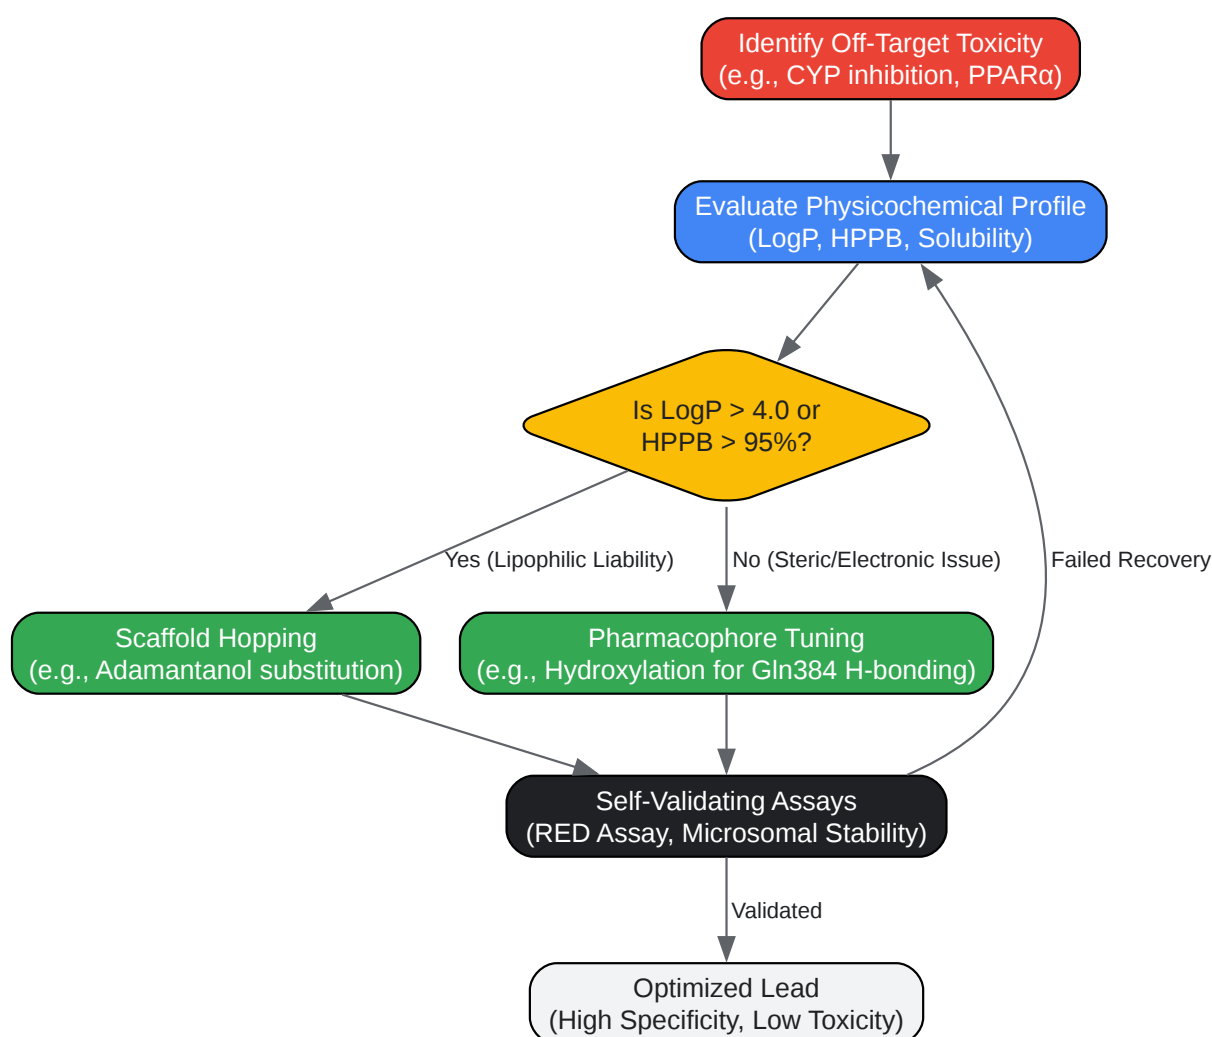 Identify Off-Target Toxicity
(e.g., CYP inhibition, PPARα)
Evaluate Physicochemical Profile
(LogP, HPPB, Solubility)
Is LogP > 4.0 or
HPPB > 95%?
Yes (Lipophilic Liability)
No (Steric/Electronic Issue)
Failed Recovery
Scaffold Hopping
(e.g., Adamantanol substitution)
Pharmacophore Tuning
(e.g., Hydroxylation for Gln384 H-bonding)
Self-Validating Assays
(RED Assay, Microsomal Stability)
Validated
Optimized Lead
(High Specificity, Low Toxicity)